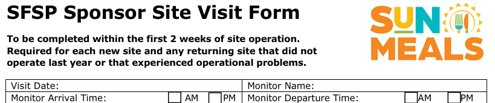 SFSP Sponsor Site Visit Form
SUN
MEALS
To be completed within the first 2 weeks of site operation.
Required for each new site and any returning site that did not
operate last year or that experienced operational problems.
Visit Date: Monitor Name:
Monitor Arrival Time: AM PM Monitor Departure Time: AM PM